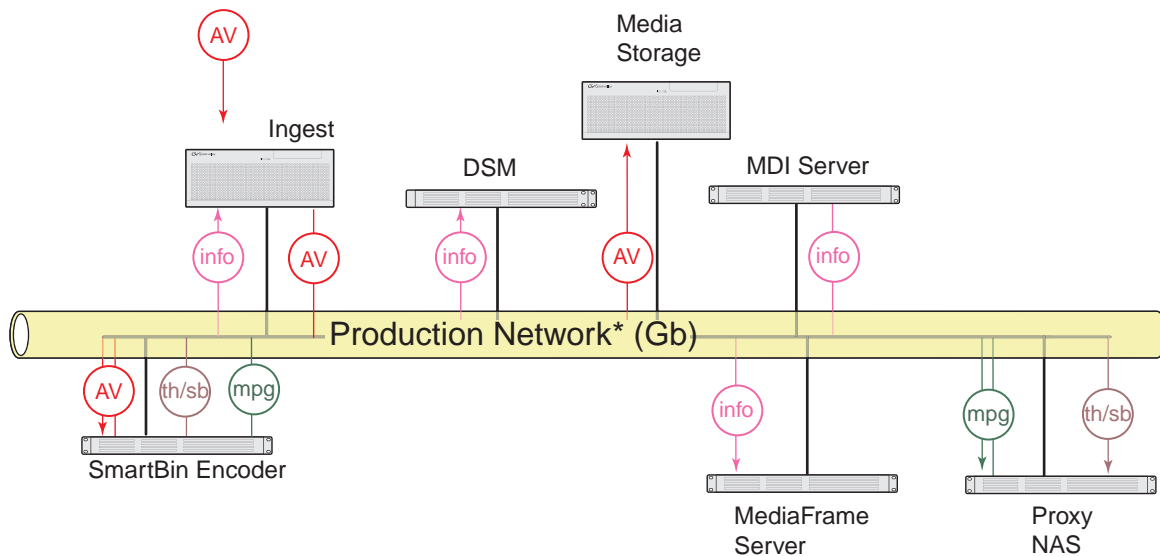 AV
Media
Storage
Ingest
DSM
MDI Server
info
AV
info
AV
info
Production Network* (Gb)
AV
th/sb
mpg
info
mpg
th/sb
SmartBin Encoder
MediaFrame
Server
Proxy
NAS